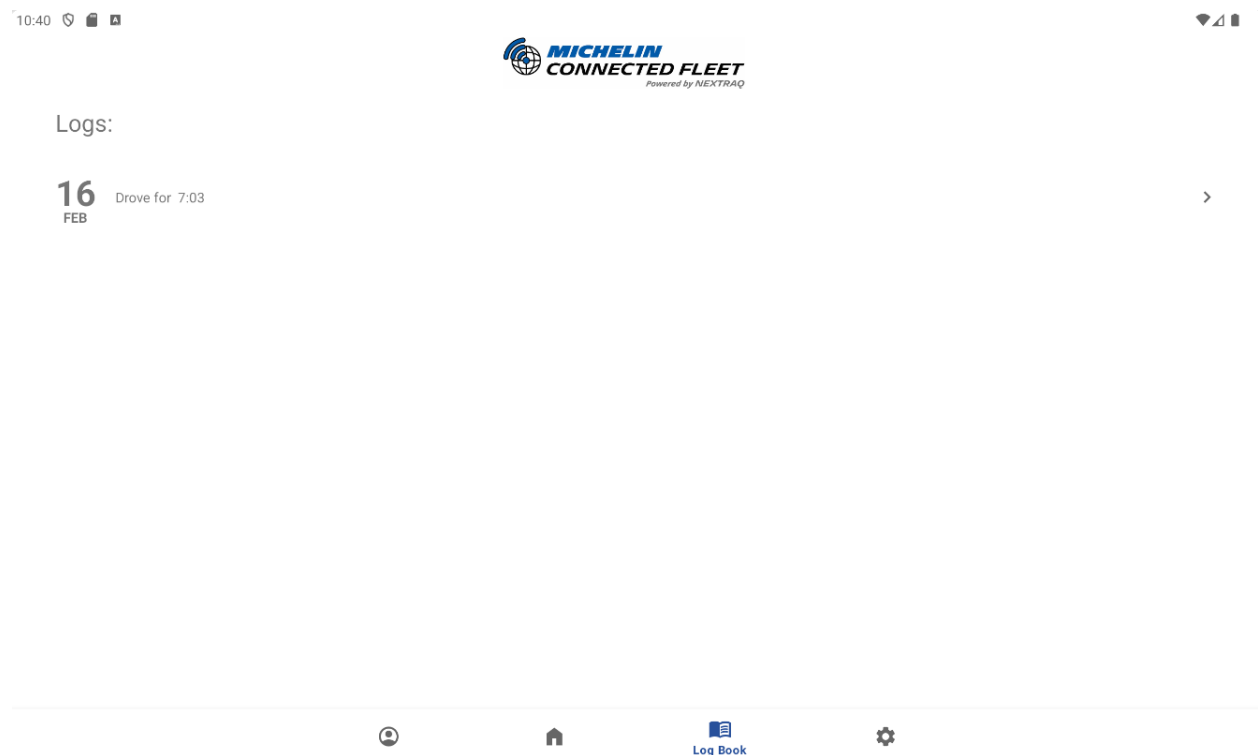 10:40
MICHELIN
CONNECTED FLEET
Powered by NEXTRAQ
Logs:
16
FEB
Drove for 7:03
Log Book